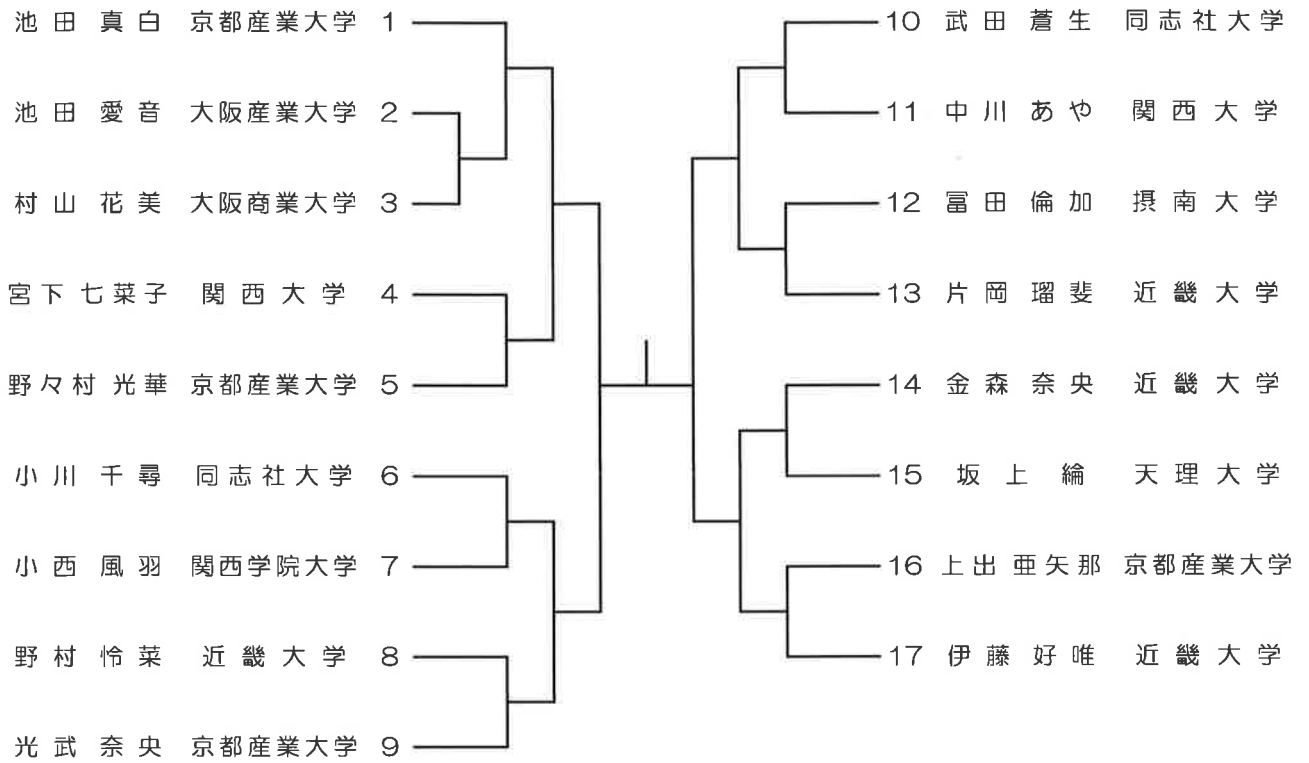 池田 真白 京都産業大学 1
池田 愛音 大阪産業大学 2
村山 花美 大阪商業大学 3
宮下 七菜子 関西大学 4
野々村 光華 京都産業大学 5
小川 千尋 同志社大学 6
小西 風羽 関西学院大学 7
野村 怜菜 近畿大学 8
光武 奈央 京都産業大学 9
10 武田 蒼生 同志社大学
11 中川 あや 関西大学
12 冨田 倫加 摂南大学
13 片岡 瑠斐 近畿大学
14 金森 奈央 近畿大学
15 坂上 綸 天理大学
16 上出 亜矢那 京都産業大学
17 伊藤 好唯 近畿大学